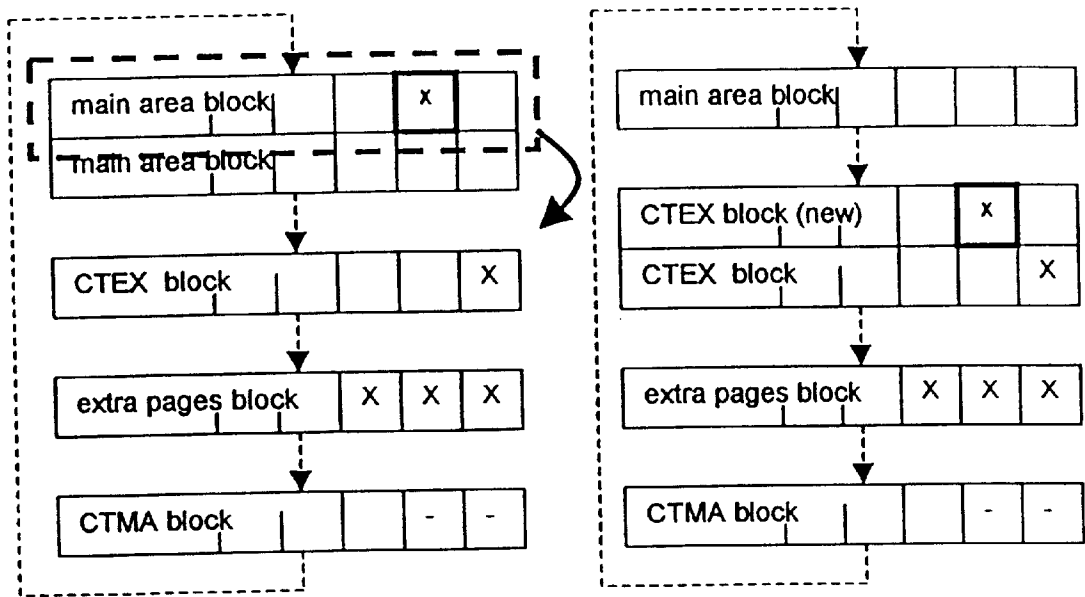 main area block x
main area block
CTEX block X
extra pages block X X X
CTMA block - -
main area block
CTEX block (new) x
CTEX block X
extra pages block X X X
CTMA block - -